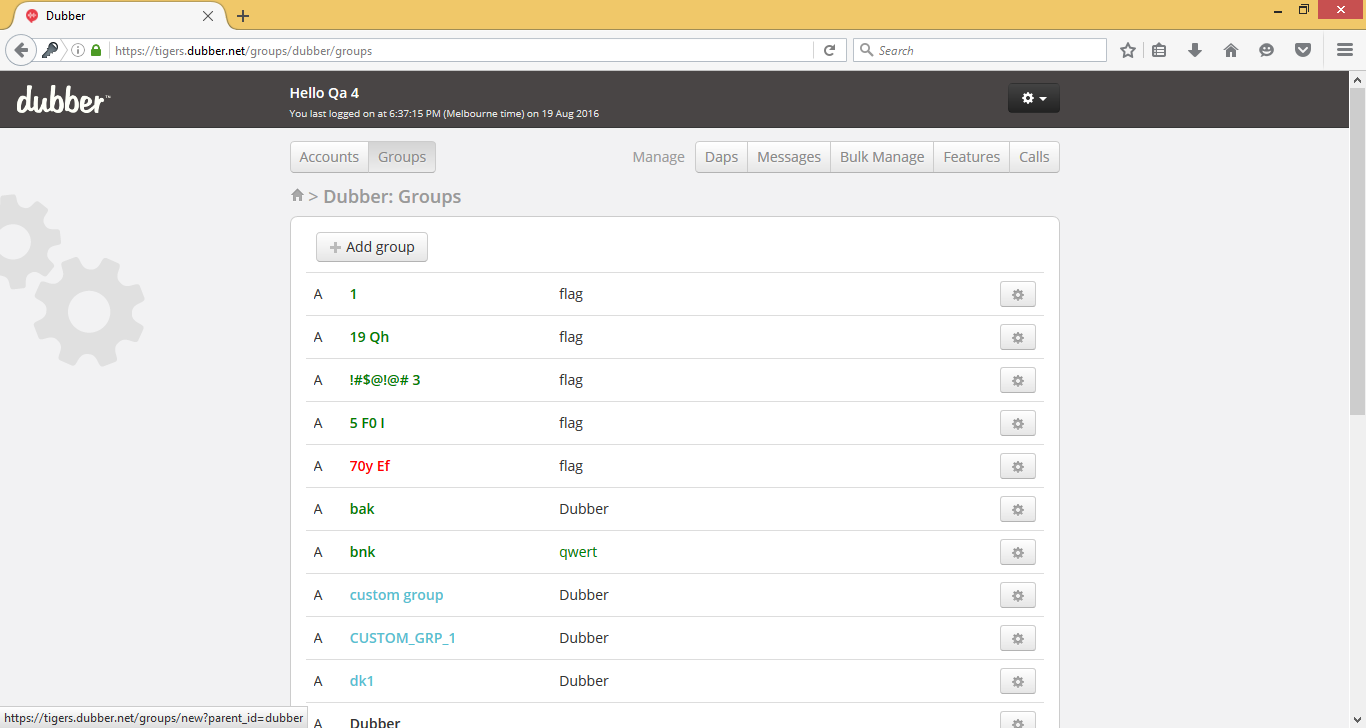 Dubber
https://tigers.dubber.net/groups/dubber/groups
Search
dubber™
Hello Qa 4
You last logged on at 6:37:15 PM (Melbourne time) on 19 Aug 2016
Accounts Groups Manage Daps Messages Bulk Manage Features Calls
> Dubber: Groups
+ Add group
A 1 flag
A 19 Qh flag
A !#$@!@# 3 flag
A 5 F0 I flag
A 70y Ef flag
A bak Dubber
A bnk qwert
A custom group Dubber
A CUSTOM_GRP_1 Dubber
A dk1 Dubber
A Dubber
https://tigers.dubber.net/groups/new?parent_id=dubber